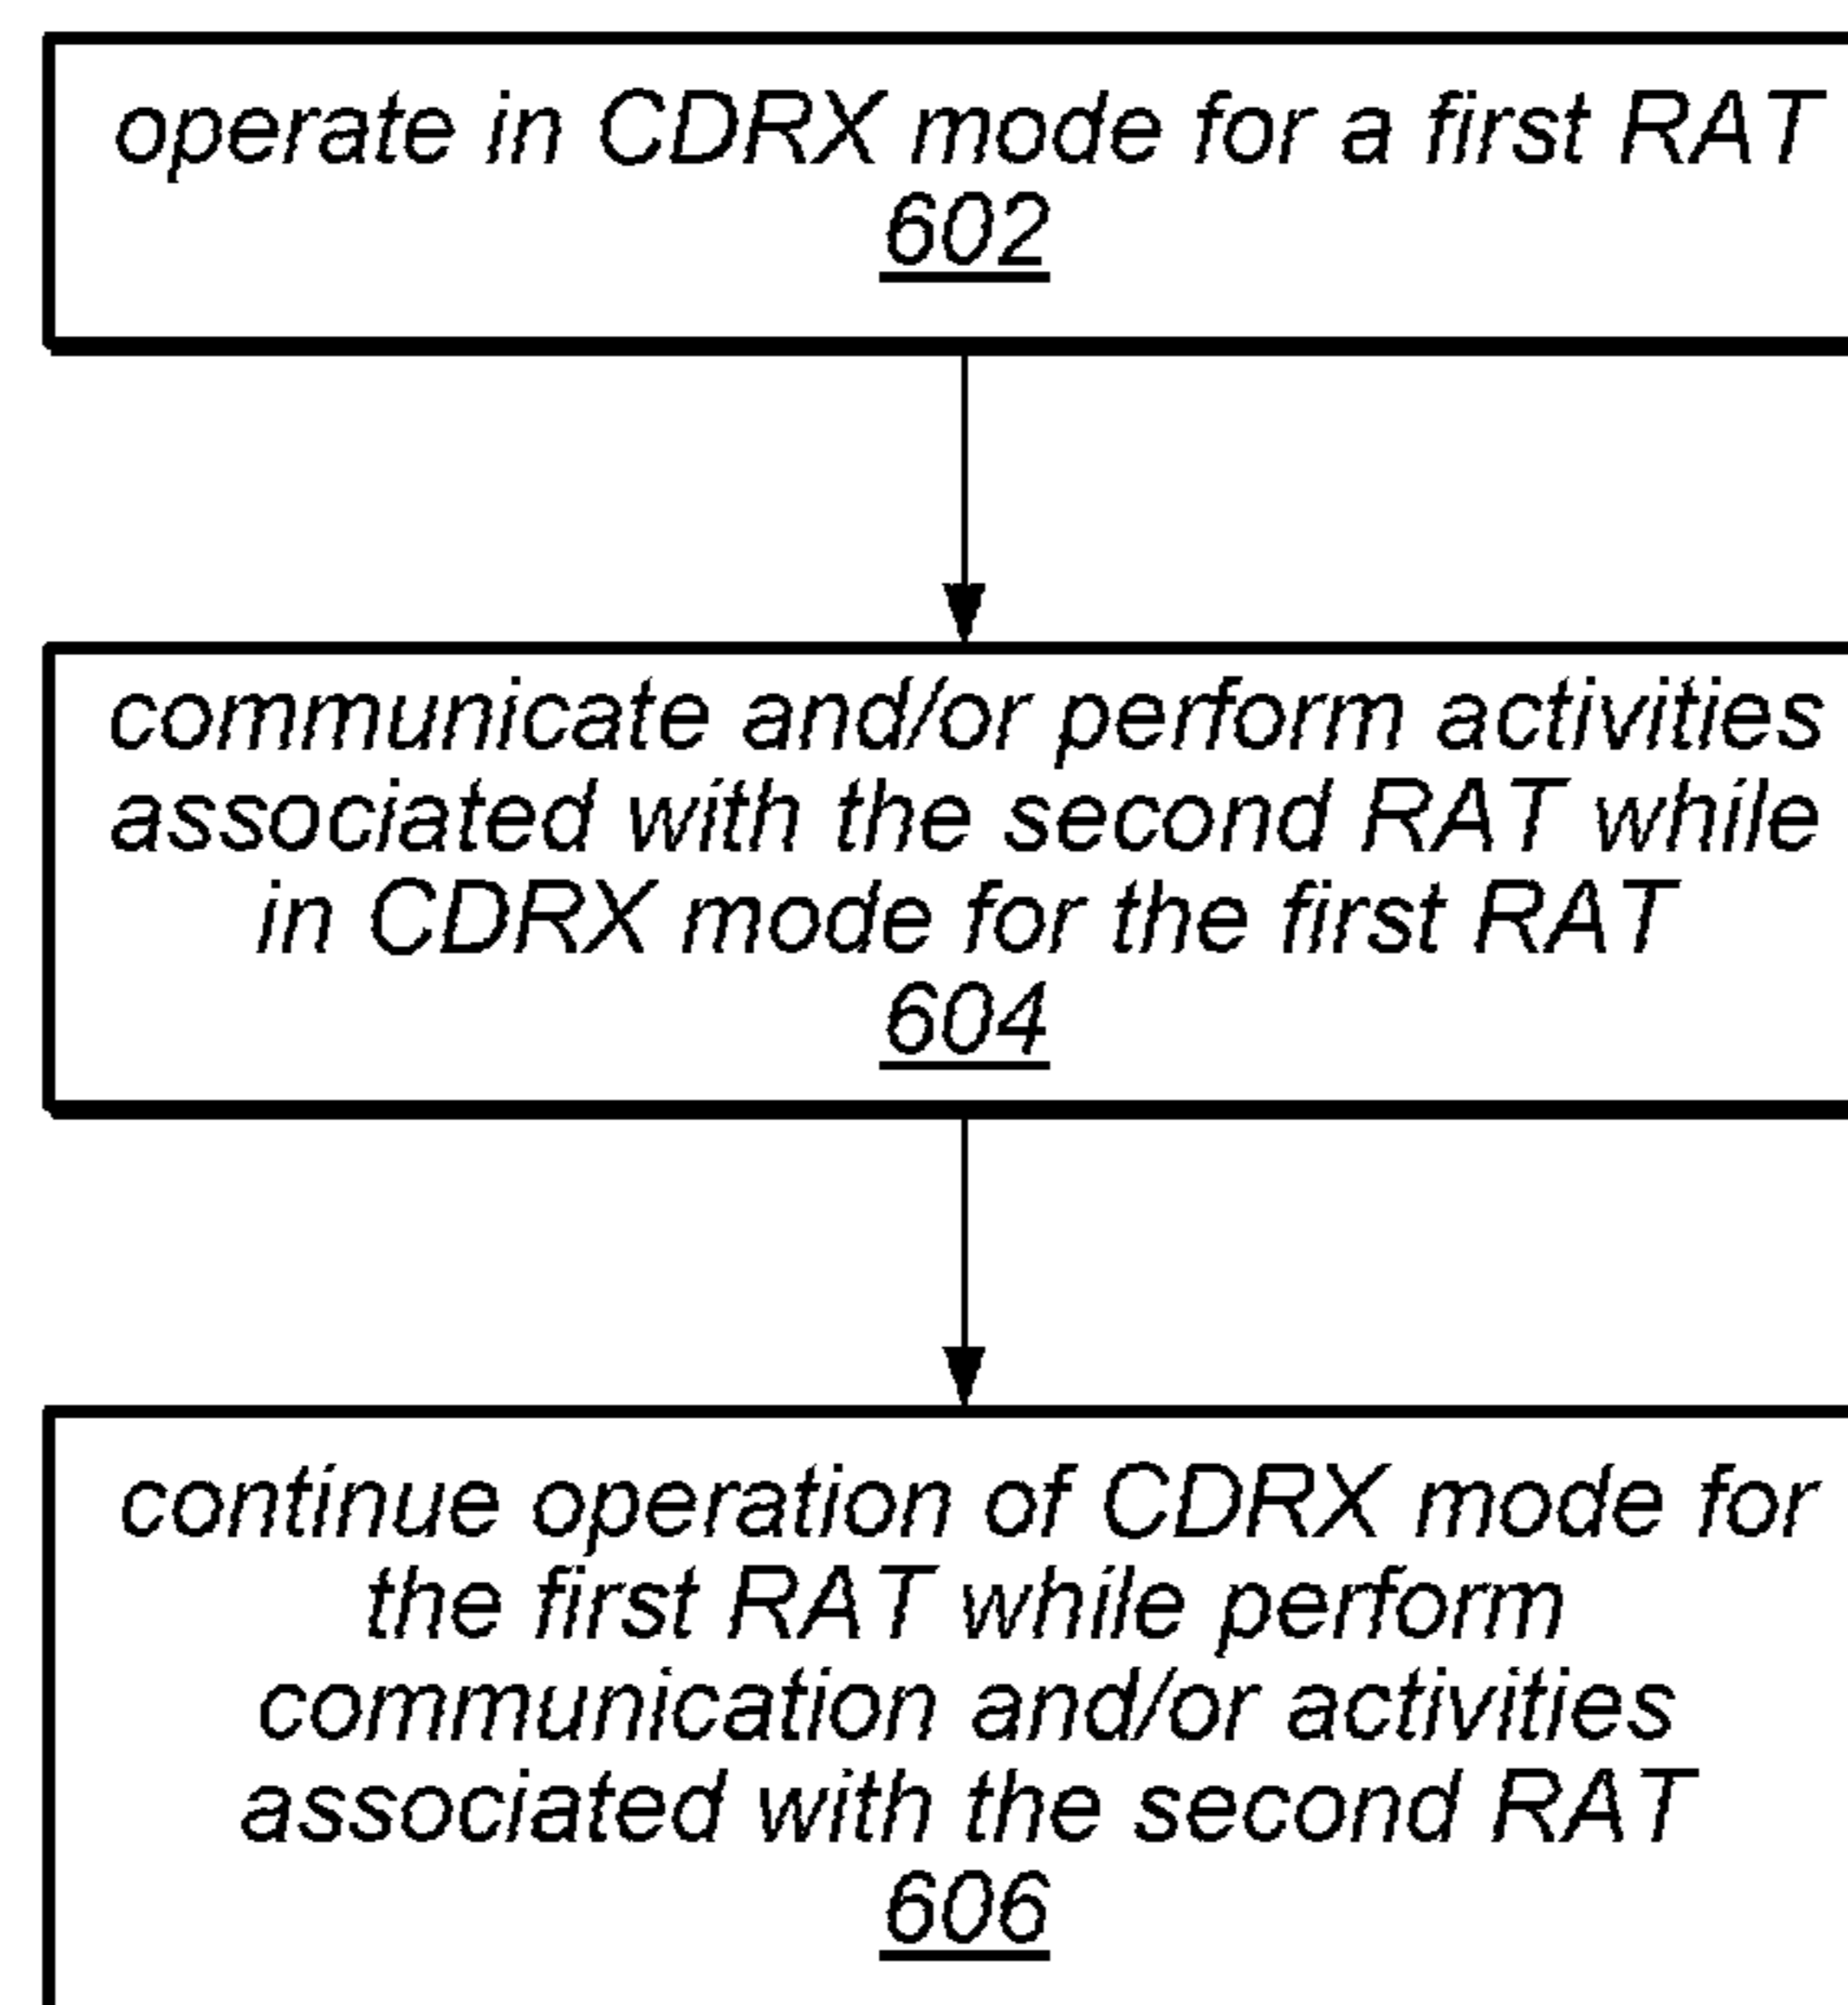 operate in CDRX mode for a first RAT
602
communicate and/or perform activities
associated with the second RAT while
in CDRX mode for the first RAT
604
continue operation of CDRX mode for
the first RAT while perform
communication and/or activities
associated with the second RAT
606